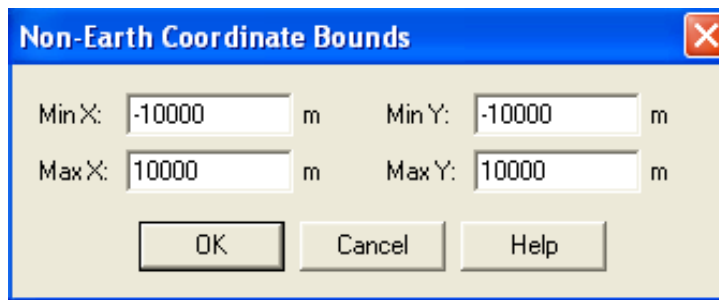 Non-Earth Coordinate Bounds
Min X: -10000 m Min Y: -10000 m
Max X: 10000 m Max Y: 10000 m
OK Cancel Help